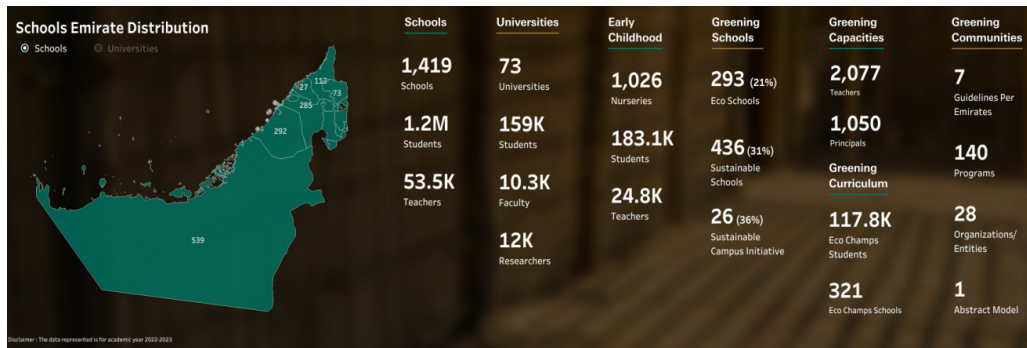 Schools Emirate Distribution
Schools
Universities
27
112
73
285
292
539
Disclaimer : The data represented is for academic year 2022-2023
Schools
1,419
Schools
1.2M
Students
53.5K
Teachers
Universities
73
Universities
159K
Students
10.3K
Faculty
12K
Researchers
Early
Childhood
1,026
Nurseries
183.1K
Students
24.8K
Teachers
Greening
Schools
293 (21%)
Eco Schools
436 (31%)
Sustainable
Schools
26 (36%)
Sustainable
Campus Initiative
Greening
Capacities
2,077
Teachers
1,050
Principals
Greening
Curriculum
117.8K
Eco Champs
Students
321
Eco Champs Schools
Greening
Communities
7
Guidelines Per
Emirates
140
Programs
28
Organizations/
Entities
1
Abstract Model